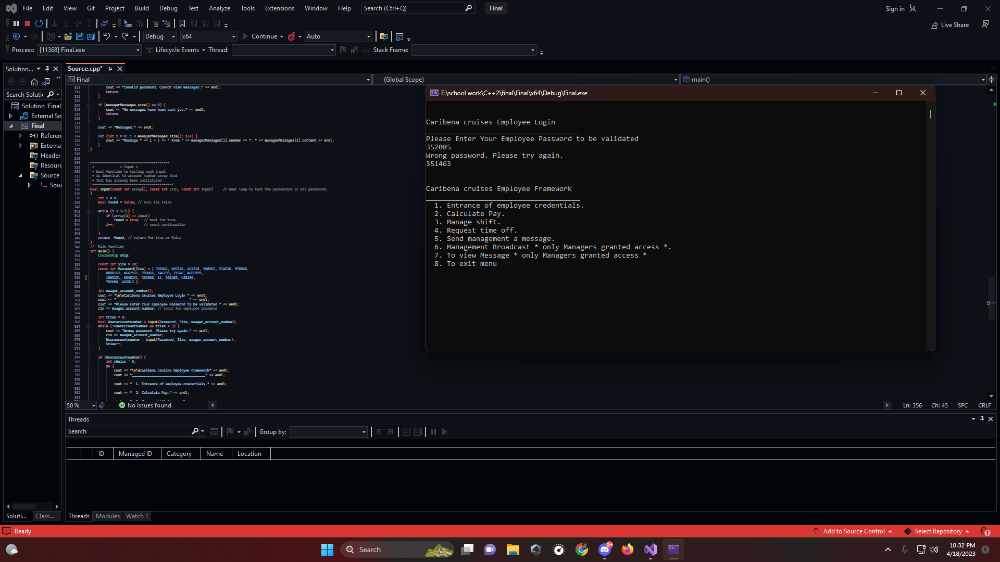 File Edit View Git Project Build Debug Test Analyze Tools Extensions Window Help Search (Ctrl+Q) Final Sign in
Live Share
Debug x64 Continue Auto
Process: [11368] Final.exe Lifecycle Events Thread: Stack Frame:
Solution... Source.cpp*
Final (Global Scope) main()
Search Solutic
Solution 'Final
External So
Final
Referen
Externa
Header
Resourc
Source
Sour
313 cout << "Invalid password. Cannot view messages." << endl;
314 return;
315 }
316
317 if (managerMessages.size() == 0) {
318 cout << "No messages have been sent yet." << endl;
319 return;
320 }
321
322 cout << "Messages:" << endl;
323
324 for (int i = 0; i < managerMessages.size(); i++) {
325 cout << "Message " << i + 1 << " from " << managerMessages[i].sender << ": " << managerMessages[i].content << endl;
326 }
327 }
328
329
330 /***************************************
331 * * Input *
332 * bool function to testing each input
333 * is identical to account number array that
334 * that has already been initialized
335 ****************************************/
336 bool input(const int array[], const int SIZE, const int input) // Bool loop to test the paramaters of all passwords..
337 {
338 int i = 0;
339 bool found = false; // bool for false
340
341 while (i < SIZE) {
342 if (array[i] == input)
343 found = true; // bool for ture
344 i++; // count continuation
345
346 }
347 return found; // return for true or false
348 }
349 // Main function
350 int main() {
351 CruiseShip ship;
352
353 const int Size = 20;
354 const int Password[Size] = { 788542, 647128, 452318, 948563, 214536, 978564,
355 8080152, 4562555, 789456, 546230, 21546, 4685759,
356 1005231, 6545231, 352085, 11, 351463, 458100,
357 795684, 465813 };
358
359 int maager_account_number{};
360 cout << "\n\nCaribena cruises Employee Login " << endl;
361 cout << "_____________________________________" << endl;
362 cout << "Please Enter Your Employee Password to be validated " << endl;
363 cin >> maager_account_number; // input for employee password
364
365 int tries = 0;
366 bool Useraccountnumber = input(Password, Size, maager_account_number);
367 while (!Useraccountnumber && tries < 3) {
368 cout << "Wrong password. Please try again." << endl;
369 cin >> maager_account_number;
370 Useraccountnumber = input(Password, Size, maager_account_number);
371 tries++;
372 }
373
374 if (Useraccountnumber) {
375 int choice = 0;
376 do {
377 cout << "\n\nCaribena cruises Employee Framework" << endl;
378 cout << "_____________________________________" << endl;
379
380 cout << " 1. Entrance of employee credentials." << endl;
381
382 cout << " 2. Calculate Pay." << endl;
383
E:\school work\C++2\final\Final\x64\Debug\Final.exe
Caribena cruises Employee Login
_____________________________________
Please Enter Your Employee Password to be validated
352085
Wrong password. Please try again.
351463
Caribena cruises Employee Framework
_____________________________________
1. Entrance of employee credentials.
2. Calculate Pay.
3. Manage shift.
4. Request time off.
5. Send management a message.
6. Management Broadcast * only Managers granted access *.
7. To view Message * only Managers granted access *
8. To exit menu
50 % No issues found Ln: 356 Ch: 45 SPC CRLF
Threads
Search Group by:
ID Managed ID Category Name Location
Soluti... Class... Threads Modules Watch 1
Ready Add to Source Control Select Repository 1
Search 9+ 10:32 PM 6
4/18/2023